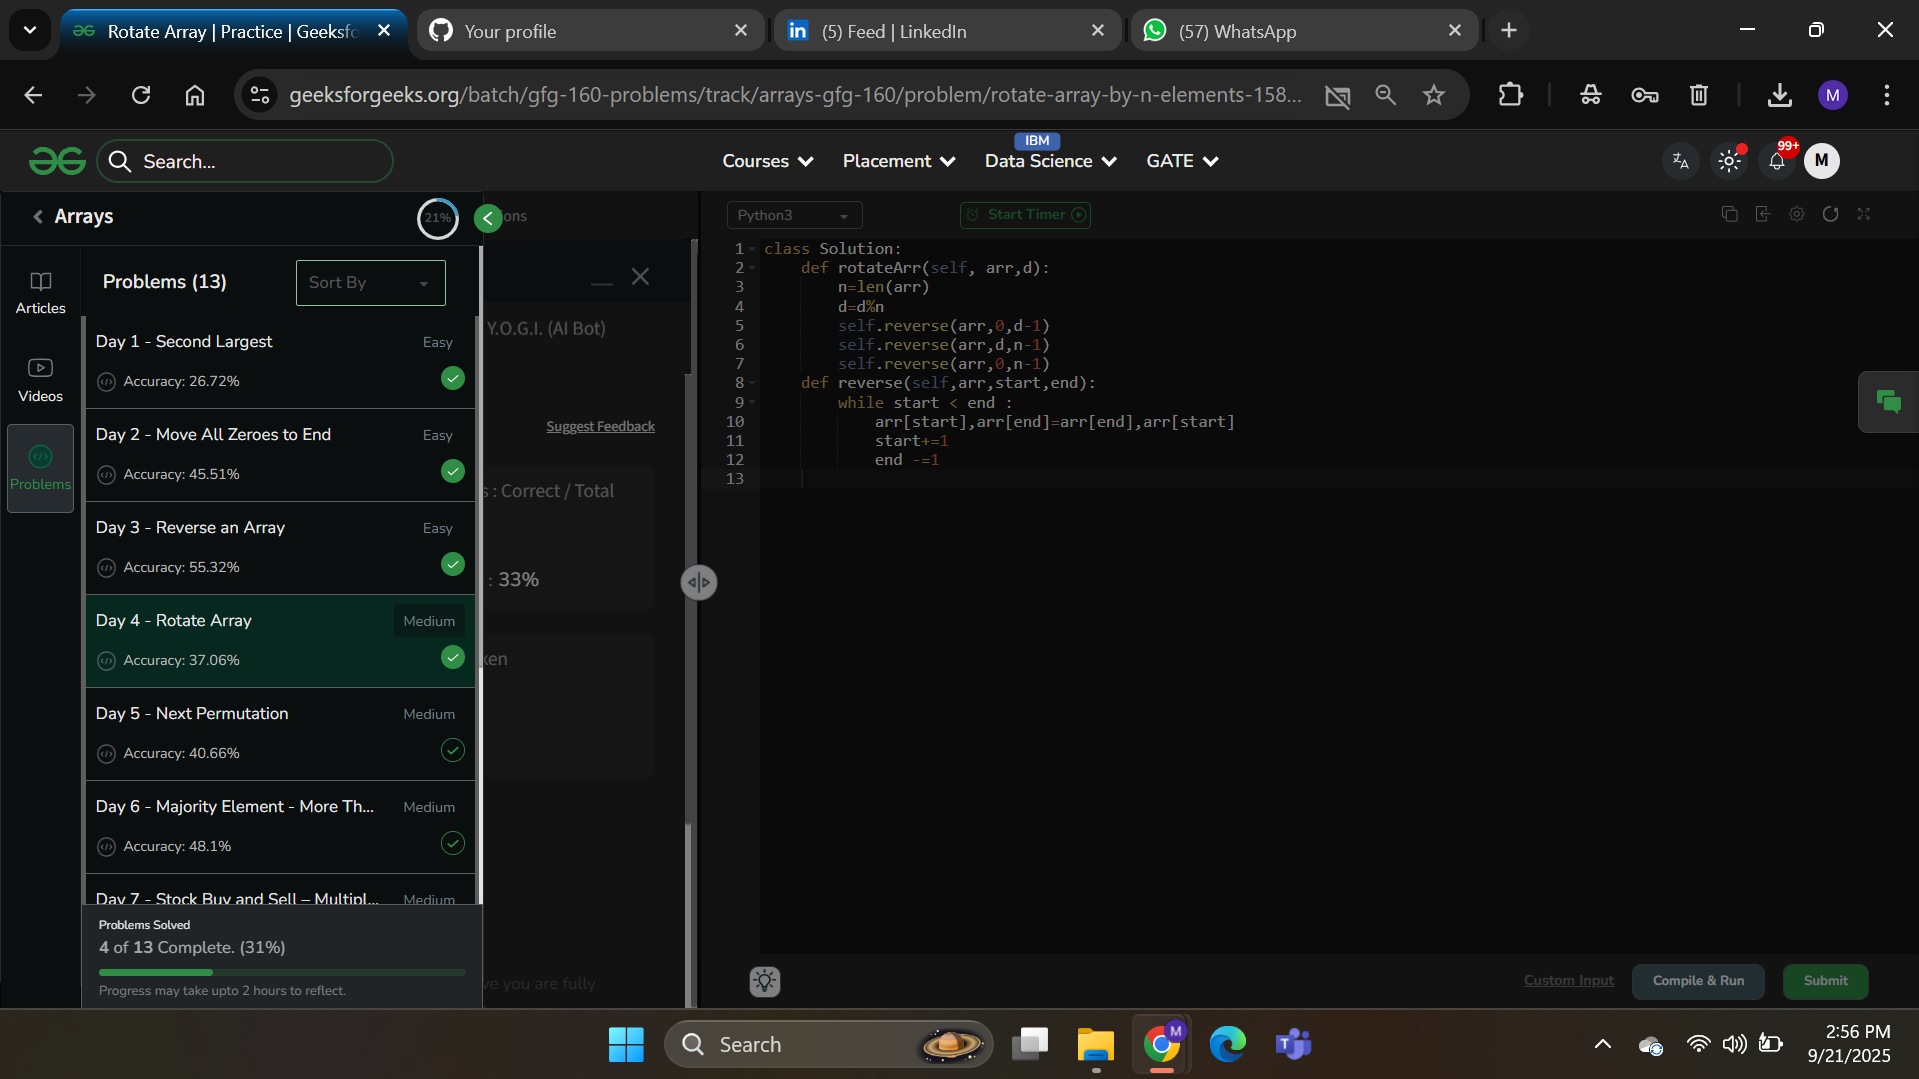 Rotate Array | Practice | Geeksfo
Your profile
(5) Feed | LinkedIn
(57) WhatsApp
geeksforgeeks.org/batch/gfg-160-problems/track/arrays-gfg-160/problem/rotate-array-by-n-elements-158...
M
Search...
Courses
Placement
IBM
Data Science
GATE
99+
M
Arrays
21%
ons
Python3
Start Timer
Articles
Videos
Problems
Problems (13)
Sort By
Day 1 - Second Largest
Easy
Accuracy: 26.72%
Day 2 - Move All Zeroes to End
Easy
Accuracy: 45.51%
Day 3 - Reverse an Array
Easy
Accuracy: 55.32%
Day 4 - Rotate Array
Medium
Accuracy: 37.06%
Day 5 - Next Permutation
Medium
Accuracy: 40.66%
Day 6 - Majority Element - More Th...
Medium
Accuracy: 48.1%
Day 7 - Stock Buy and Sell – Multipl...
Medium
Problems Solved
4 of 13 Complete. (31%)
Progress may take upto 2 hours to reflect.
Y.O.G.I. (AI Bot)
Suggest Feedback
s : Correct / Total
: 33%
ken
ve you are fully
1 class Solution:
2 def rotateArr(self, arr,d):
3 n=len(arr)
4 d=d%n
5 self.reverse(arr,0,d-1)
6 self.reverse(arr,d,n-1)
7 self.reverse(arr,0,n-1)
8 def reverse(self,arr,start,end):
9 while start < end :
10 arr[start],arr[end]=arr[end],arr[start]
11 start+=1
12 end -=1
13
Custom Input
Compile & Run
Submit
Search
M
2:56 PM
9/21/2025